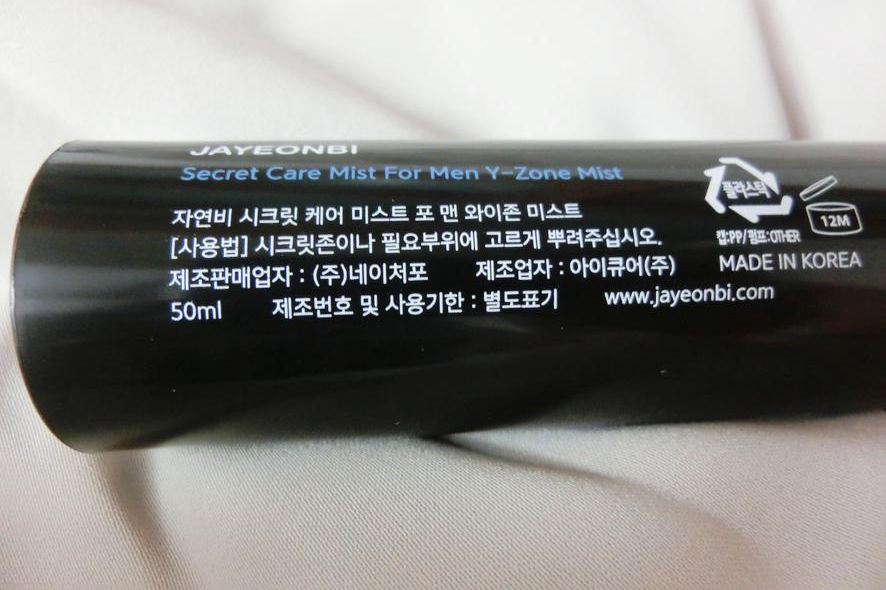 JAYEONBI
Secret Care Mist For Men Y-Zone Mist
자연비 시크릿 케어 미스트 포 맨 와이존 미스트
[사용법] 시크릿존이나 필요부위에 고르게 뿌려주십시오.
제조판매업자 : (주)네이처포 제조업자 : 아이큐어(주)
50ml 제조번호 및 사용기한 : 별도표기 www.jayeonbi.com
플라스틱
캡:PP/펌프:OTHER
12M
MADE IN KOREA